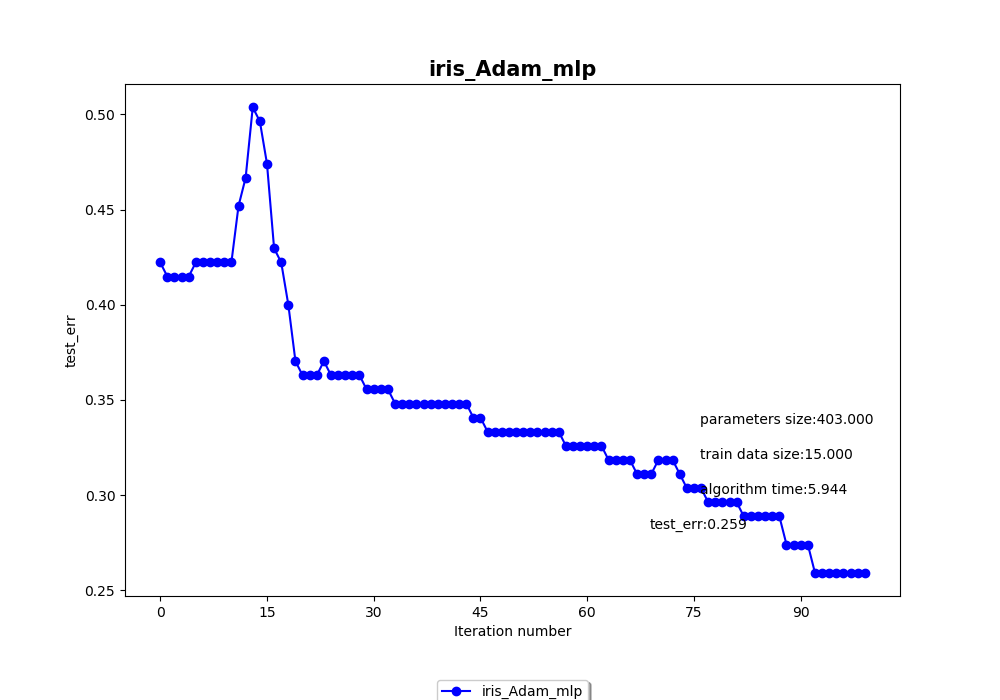 iris_Adam_mlp
0.50
0.45
0.40
0.35
0.30
0.25
test_err
parameters size:403.000
train data size:15.000
algorithm time:5.944
test_err:0.259
0 15 30 45 60 75 90
Iteration number
iris_Adam_mlp